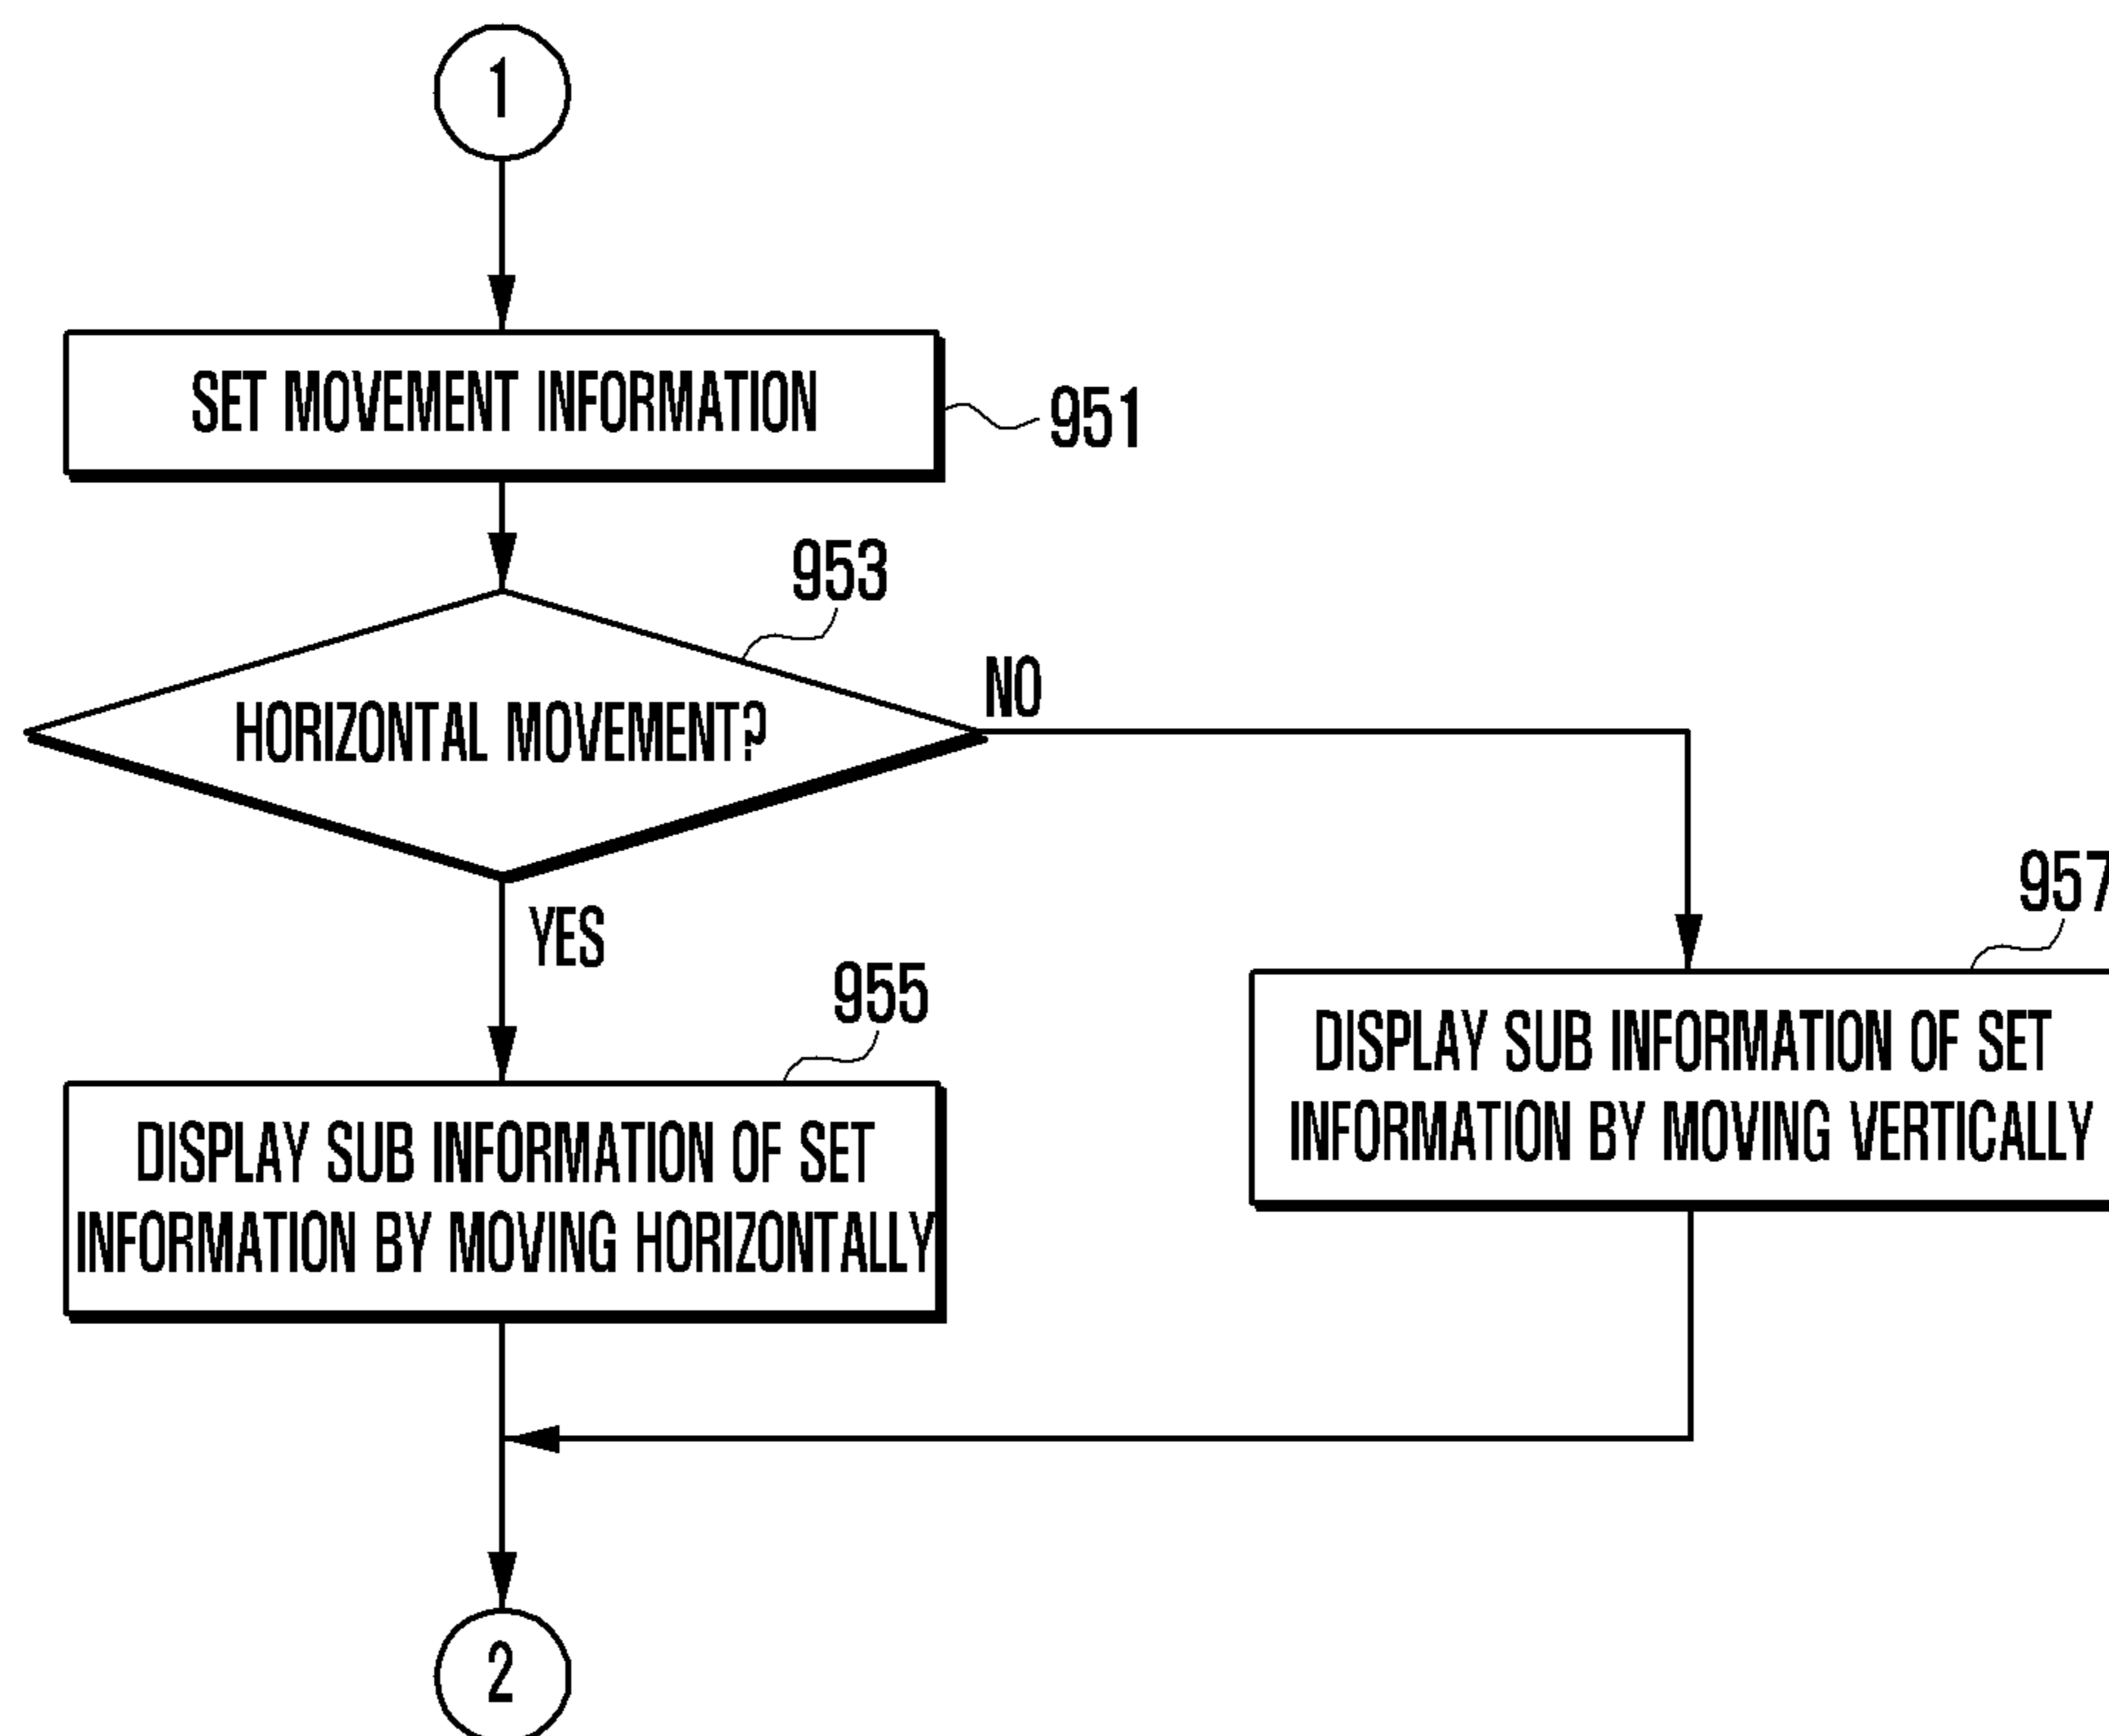 1
SET MOVEMENT INFORMATION
951
953
HORIZONTAL MOVEMENT?
NO
YES
955
957
DISPLAY SUB INFORMATION OF SET
INFORMATION BY MOVING HORIZONTALLY
DISPLAY SUB INFORMATION OF SET
INFORMATION BY MOVING VERTICALLY
2